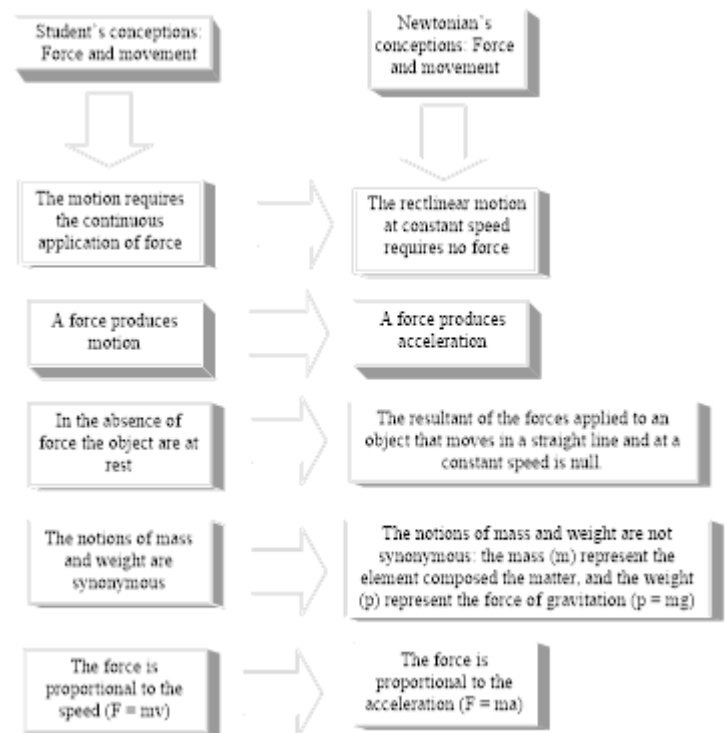 Student's conceptions:
Force and movement
Newtonian's
conceptions: Force
and movement
The motion requires
the continuous
application of force
The rectlinear motion
at constant speed
requires no force
A force produces
motion
A force produces
acceleration
In the absence of
force the object are at
rest
The resultant of the forces applied to an
object that moves in a straight line and at a
constant speed is null.
The notions of mass
and weight are
synonymous
The notions of mass and weight are not
synonymous: the mass (m) represent the
element composed the matter, and the weight
(p) represent the force of gravitation (p = mg)
The force is
proportional to the
speed (F = mv)
The force is
proportional to the
acceleration (F = ma)